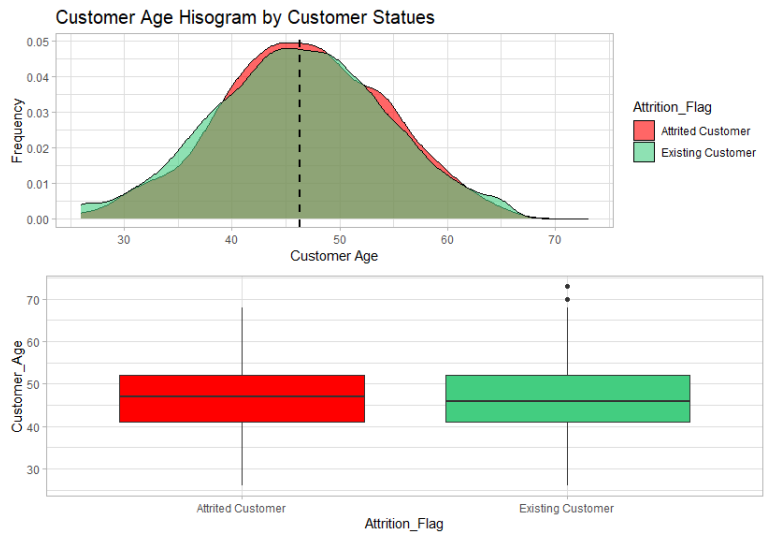 Customer Age Hisogram by Customer Statues
0.05
0.04
0.03
0.02
0.01
0.00
Frequency
30 40 50 60 70
Customer Age
Attrition_Flag
Attrited Customer
Existing Customer
70
60
50
40
30
Customer_Age
Attrited Customer Existing Customer
Attrition_Flag